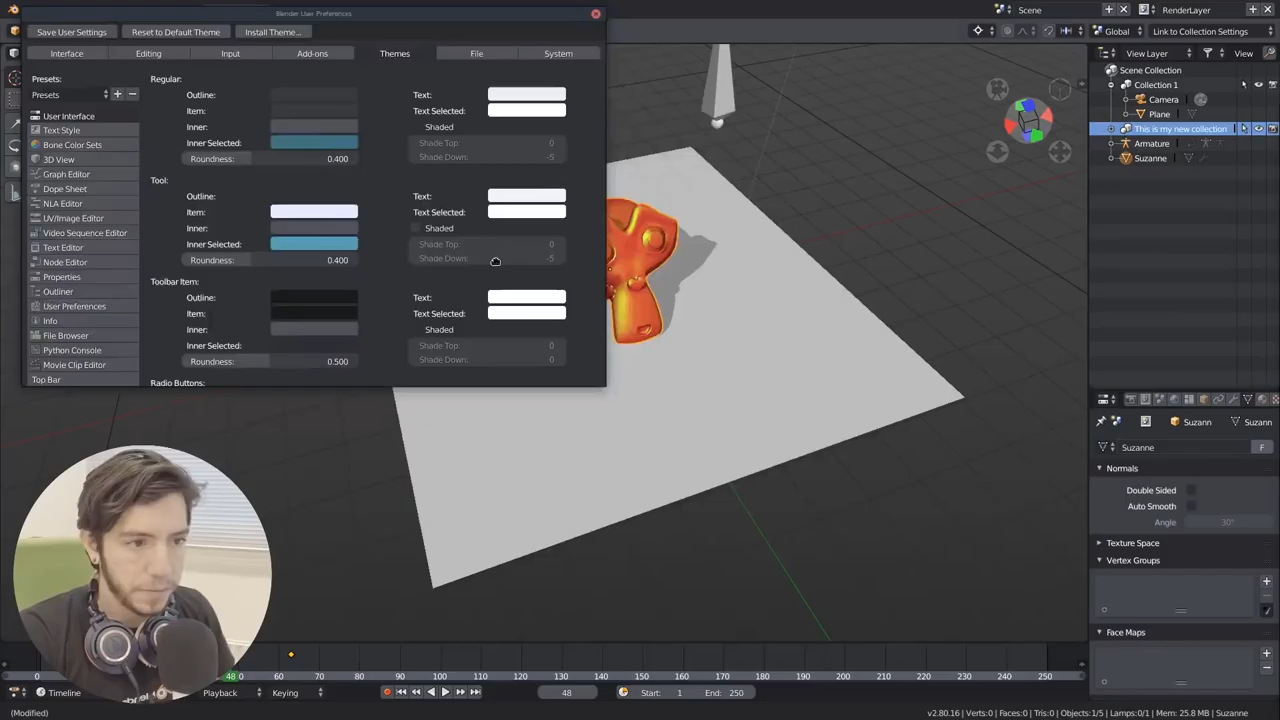 Blender User Preferences
Save User Settings
Reset to Default Theme
Install Theme...
Interface
Editing
Input
Add-ons
Themes
File
System
Presets:
Presets
User Interface
Text Style
Bone Color Sets
3D View
Graph Editor
Dope Sheet
NLA Editor
UV/Image Editor
Video Sequence Editor
Text Editor
Node Editor
Properties
Outliner
User Preferences
Info
File Browser
Python Console
Movie Clip Editor
Top Bar
Regular:
Outline:
Item:
Inner:
Inner Selected:
Roundness: 0.400
Text:
Text Selected:
Shaded
Shade Top: 0
Shade Down: -5
Tool:
Outline:
Item:
Inner:
Inner Selected:
Roundness: 0.400
Text:
Text Selected:
Shaded
Shade Top: 0
Shade Down: -5
Toolbar Item:
Outline:
Item:
Inner:
Inner Selected:
Roundness: 0.500
Text:
Text Selected:
Shaded
Shade Top: 0
Shade Down: 0
Radio Buttons:
Scene
RenderLayer
Global
Link to Collection Settings
View Layer
View
Scene Collection
Collection 1
Camera
Plane
This is my new collection
Armature
Suzanne
Suzann
Suzann
Suzanne
F
Normals
Double Sided
Auto Smooth
Angle 30°
Texture Space
Vertex Groups
Face Maps
0 48 60 70 80 90 100 110 120 130 140 150 160 170 180 190 200 210 220 230 240 250
Timeline
Playback
Keying
48
Start: 1
End: 250
(Modified)
v2.80.16 | Verts:0 | Faces:0 | Tris:0 | Objects:1/5 | Lamps:0/1 | Mem: 25.8 MB | Suzanne